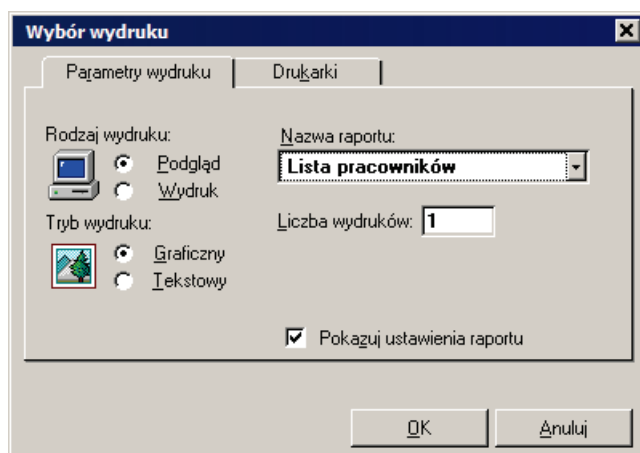 Wybór wydruku
Parametry wydruku
Drukarki
Rodzaj wydruku:
Podgląd
Wydruk
Tryb wydruku:
Graficzny
Tekstowy
Nazwa raportu:
Lista pracowników
Liczba wydruków: 1
Pokazuj ustawienia raportu
OK
Anuluj